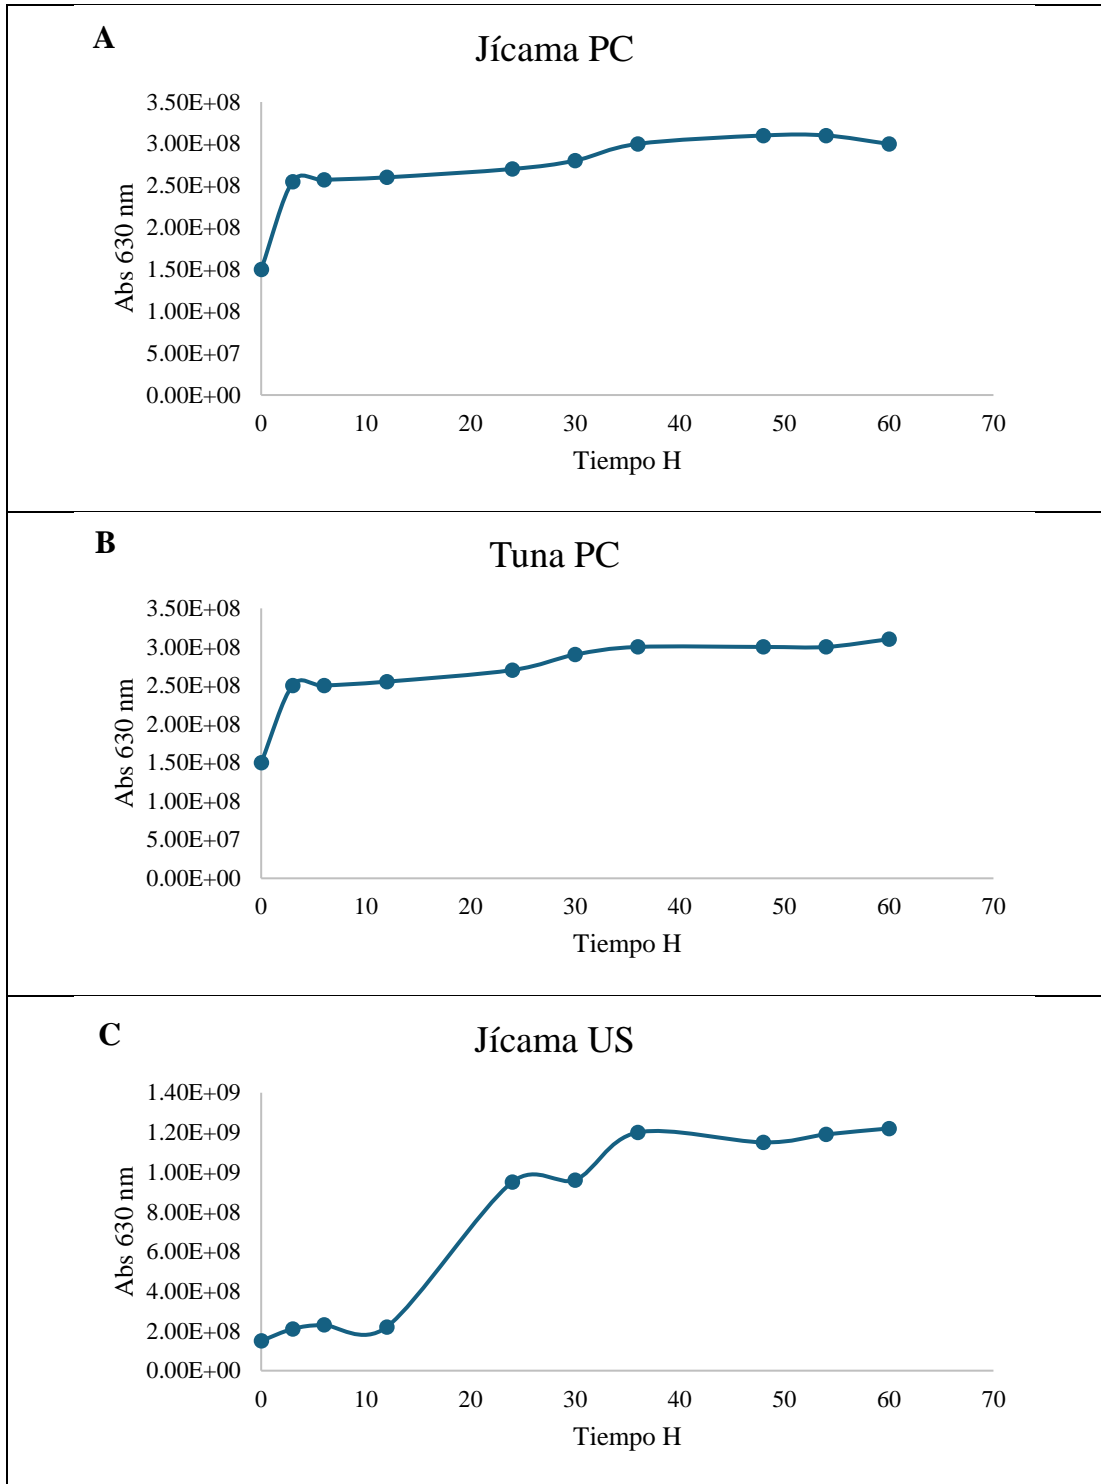 A
Jícama PC
3.50E+08
3.00E+08
2.50E+08
2.00E+08
1.50E+08
1.00E+08
5.00E+07
0.00E+00
Abs 630 nm
0 10 20 30 40 50 60 70
Tiempo H
B
Tuna PC
3.50E+08
3.00E+08
2.50E+08
2.00E+08
1.50E+08
1.00E+08
5.00E+07
0.00E+00
Abs 630 nm
0 10 20 30 40 50 60 70
Tiempo H
C
Jícama US
1.40E+09
1.20E+09
1.00E+09
8.00E+08
6.00E+08
4.00E+08
2.00E+08
0.00E+00
Abs 630 nm
0 10 20 30 40 50 60 70
Tiempo H